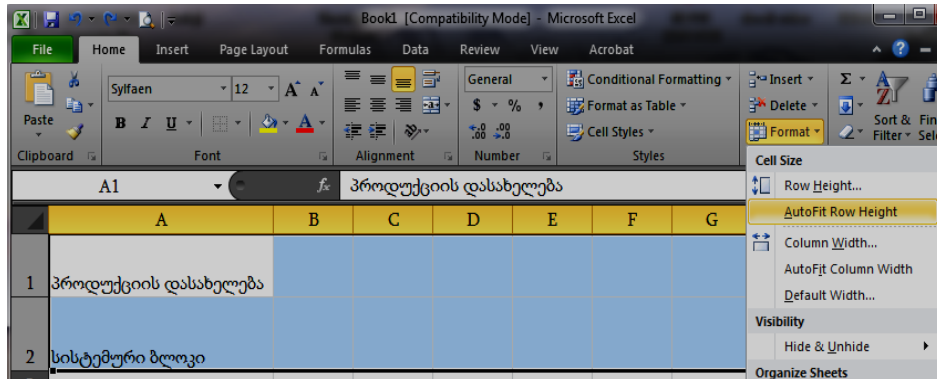 Book1 [Compatibility Mode] - Microsoft Excel
File Home Insert Page Layout Formulas Data Review View Acrobat
Paste
Clipboard
Sylfaen 12
B I U
Font
Alignment
General
$ % ,
Number
Conditional Formatting
Format as Table
Cell Styles
Styles
Insert
Delete
Format
Σ
Sort &
Filter
A1 fx პროდუქციის დასახელება
A B C D E F G
1 პროდუქციის დასახელება
2 სისტემური ბლოკი
Cell Size
Row Height...
AutoFit Row Height
Column Width...
AutoFit Column Width
Default Width...
Visibility
Hide & Unhide
Organize Sheets